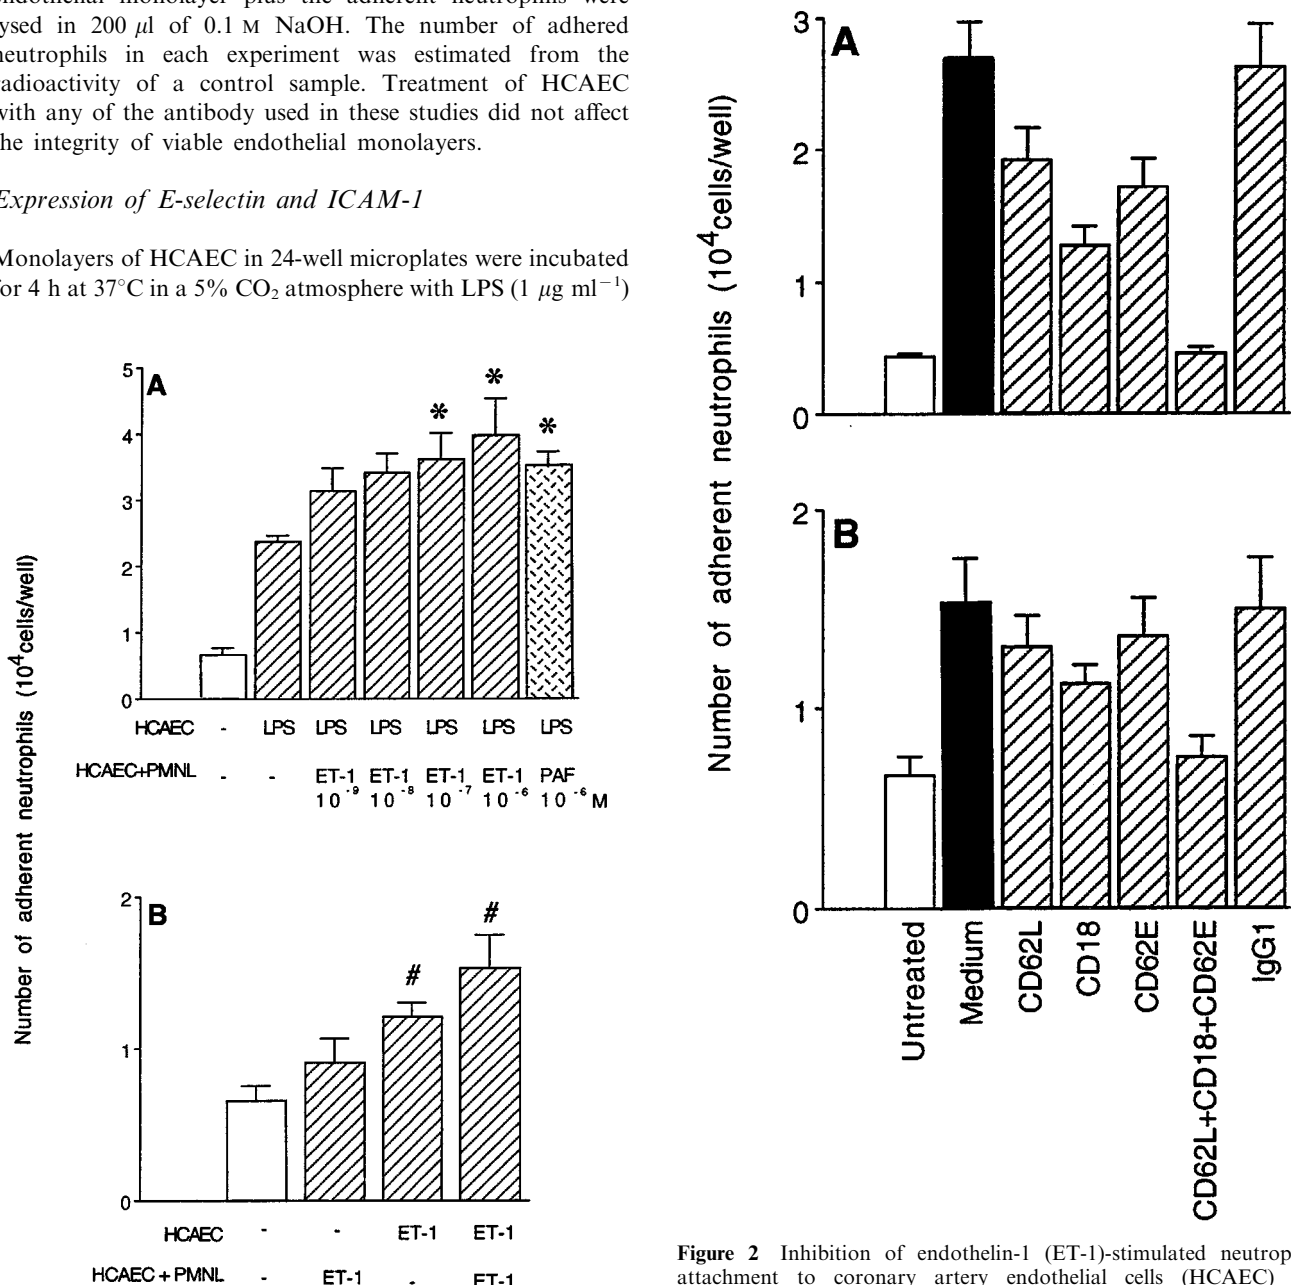 ysed in 200 μl of 0.1 M NaOH. The number of adhered
neutrophils in each experiment was estimated from the
radioactivity of a control sample. Treatment of HCAEC
with any of the antibody used in these studies did not affect
the integrity of viable endothelial monolayers.
Expression of E-selectin and ICAM-1
Monolayers of HCAEC in 24-well microplates were incubated
for 4 h at 37°C in a 5% CO₂ atmosphere with LPS (1 μg ml⁻¹)
Number of adherent neutrophils (10⁴cells/well)
A
5
4
3
2
1
0
* * *
HCAEC - LPS LPS LPS LPS LPS LPS
HCAEC+PMNL - - ET-1 ET-1 ET-1 ET-1 PAF
10⁻⁹ 10⁻⁸ 10⁻⁷ 10⁻⁶ 10⁻⁶ M
B
2
1
0
# #
HCAEC - - ET-1 ET-1
HCAEC + PMNL - ET-1 - ET-1
Number of adherent neutrophils (10⁴cells/well)
A
3
2
1
0
B
2
1
0
Untreated
Medium
CD62L
CD18
CD62E
CD62L+CD18+CD62E
IgG1
Figure 2 Inhibition of endothelin-1 (ET-1)-stimulated neutrop
attachment to coronary artery endothelial cells (HCAEC)